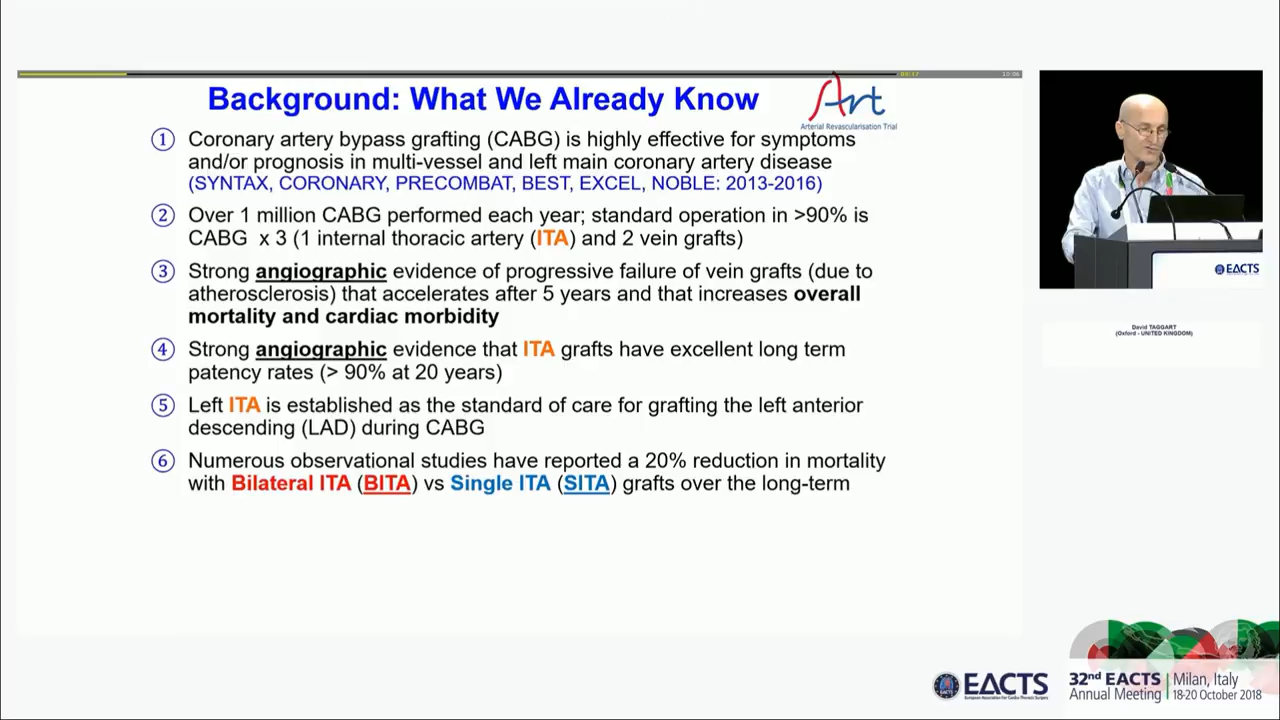 Background: What We Already Know
Art
Arterial Revascularisation Trial
1 Coronary artery bypass grafting (CABG) is highly effective for symptoms
and/or prognosis in multi-vessel and left main coronary artery disease
(SYNTAX, CORONARY, PRECOMBAT, BEST, EXCEL, NOBLE: 2013-2016)
2 Over 1 million CABG performed each year; standard operation in >90% is
CABG x 3 (1 internal thoracic artery (ITA) and 2 vein grafts)
3 Strong angiographic evidence of progressive failure of vein grafts (due to
atherosclerosis) that accelerates after 5 years and that increases overall
mortality and cardiac morbidity
4 Strong angiographic evidence that ITA grafts have excellent long term
patency rates (> 90% at 20 years)
5 Left ITA is established as the standard of care for grafting the left anterior
descending (LAD) during CABG
6 Numerous observational studies have reported a 20% reduction in mortality
with Bilateral ITA (BITA) vs Single ITA (SITA) grafts over the long-term
EACTS
David TAGGART
(Oxford - UNITED KINGDOM)
EACTS
European Association For Cardio-Thoracic Surgery
32nd EACTS
Annual Meeting
Milan, Italy
18-20 October 2018